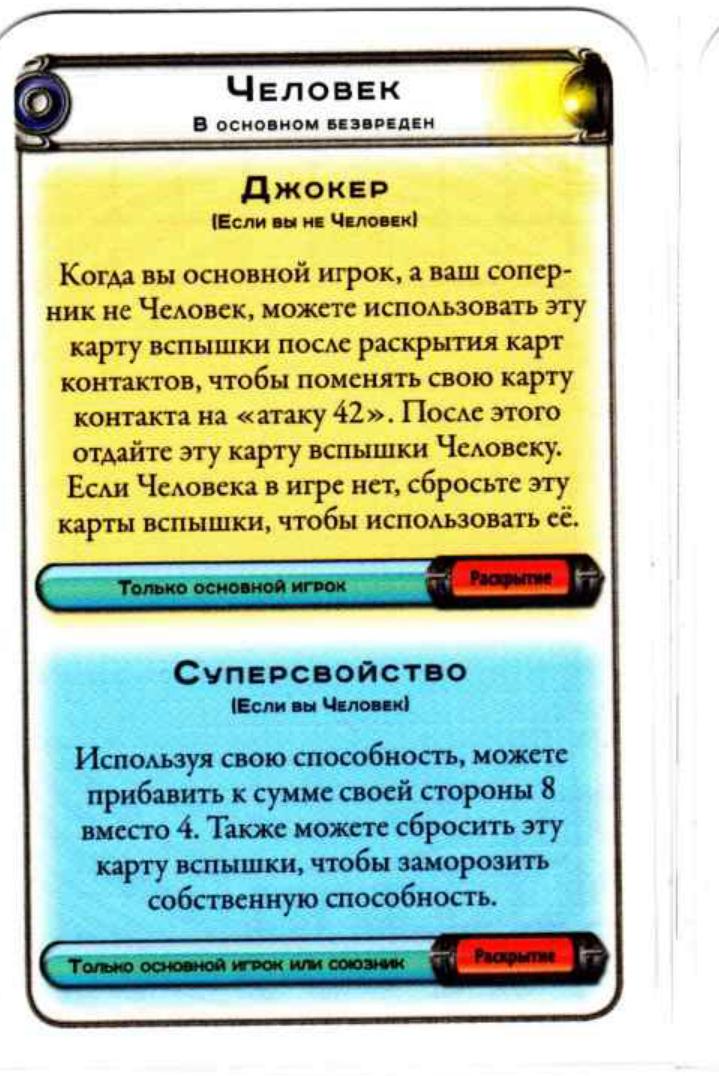 Человек
В основном безвреден
Джокер
(Если вы не Человек)
Когда вы основной игрок, а ваш сопер-
ник не Человек, можете использовать эту
карту вспышки после раскрытия карт
контактов, чтобы поменять свою карту
контакта на «атаку 42». После этого
отдайте эту карту вспышки Человеку.
Если Человека в игре нет, сбросьте эту
карты вспышки, чтобы использовать её.
Только основной игрок
Раскрытие
Суперсвойство
(Если вы Человек)
Используя свою способность, можете
прибавить к сумме своей стороны 8
вместо 4. Также можете сбросить эту
карту вспышки, чтобы заморозить
собственную способность.
Только основной игрок или союзник
Раскрытие